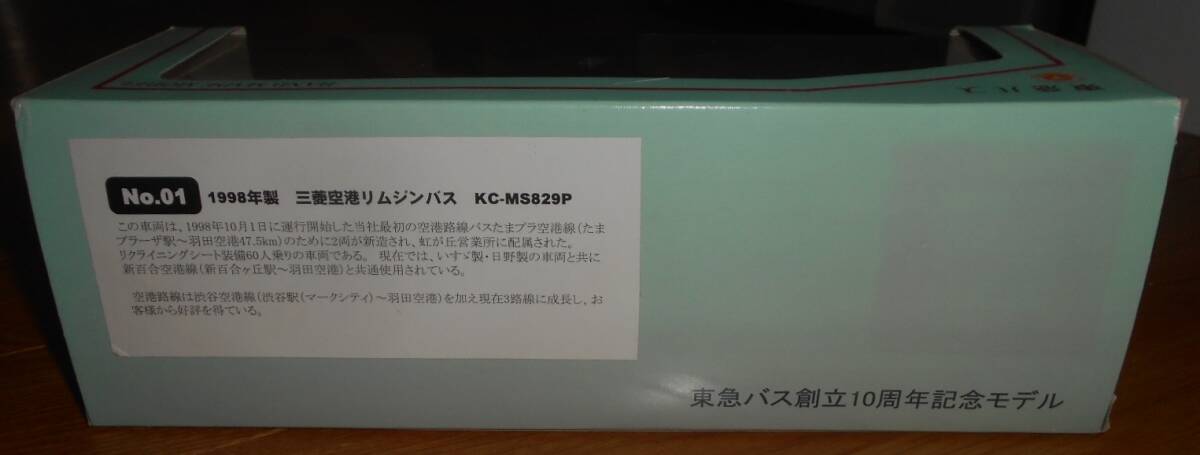 東急バス
No.01 1998年製 三菱空港リムジンバス KC-MS829P
この車両は、1998年10月1日に運行開始した当社最初の空港路線バスたまプラ空港線(たま
プラーザ駅~羽田空港47.5km)のために2両が新造され、虹が丘営業所に配属された。
リクライニングシート装備60人乗りの車両である。 現在では、いすゞ製・日野製の車両と共に
新百合空港線(新百合ヶ丘駅~羽田空港)と共通使用されている。
空港路線は渋谷空港線(渋谷駅(マークシティ)~羽田空港)を加え現在3路線に成長し、お
客様から好評を得ている。
東急バス創立10周年記念モデル